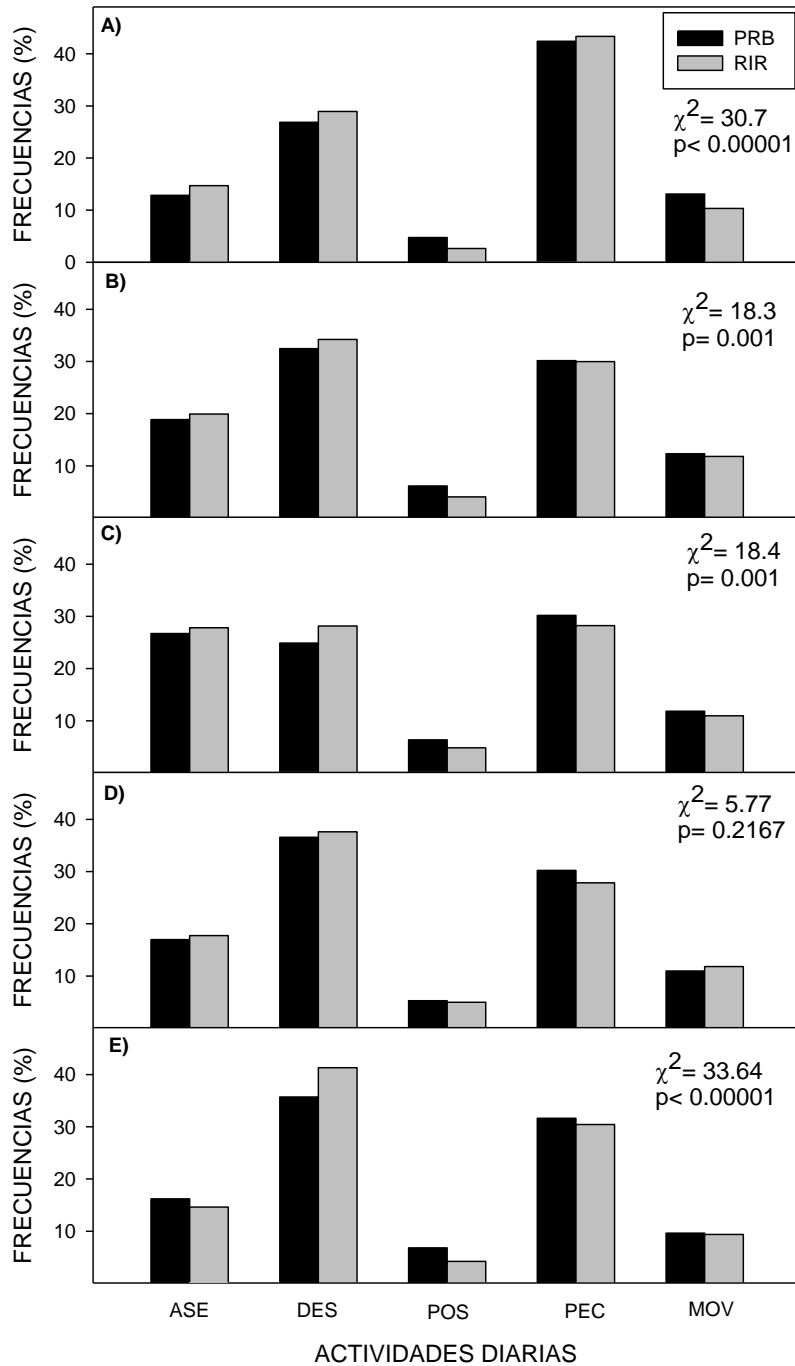 A)
FRECUENCIAS (%)
40
30
20
10
0
PRB
RIR
χ2= 30.7
p< 0.00001
B)
FRECUENCIAS (%)
40
30
20
10
χ2= 18.3
p= 0.001
C)
FRECUENCIAS (%)
40
30
20
10
χ2= 18.4
p= 0.001
D)
FRECUENCIAS (%)
40
30
20
10
χ2= 5.77
p= 0.2167
E)
FRECUENCIAS (%)
40
30
20
10
χ2= 33.64
p< 0.00001
ASE DES POS PEC MOV
ACTIVIDADES DIARIAS